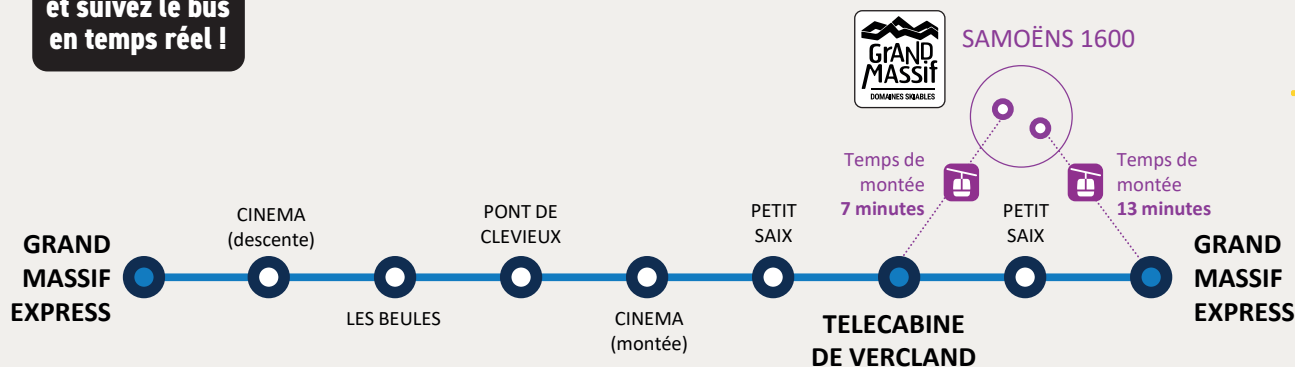 et suivez le bus
en temps réel !
GrAND
MASSif
DOMAINES SKIABLES
SAMOËNS 1600
Temps de
montée
7 minutes
Temps de
montée
13 minutes
GRAND
MASSIF
EXPRESS
CINEMA
(descente)
LES BEULES
PONT DE
CLEVIEUX
CINEMA
(montée)
PETIT
SAIX
TELECABINE
DE VERCLAND
PETIT
SAIX
GRAND
MASSIF
EXPRESS